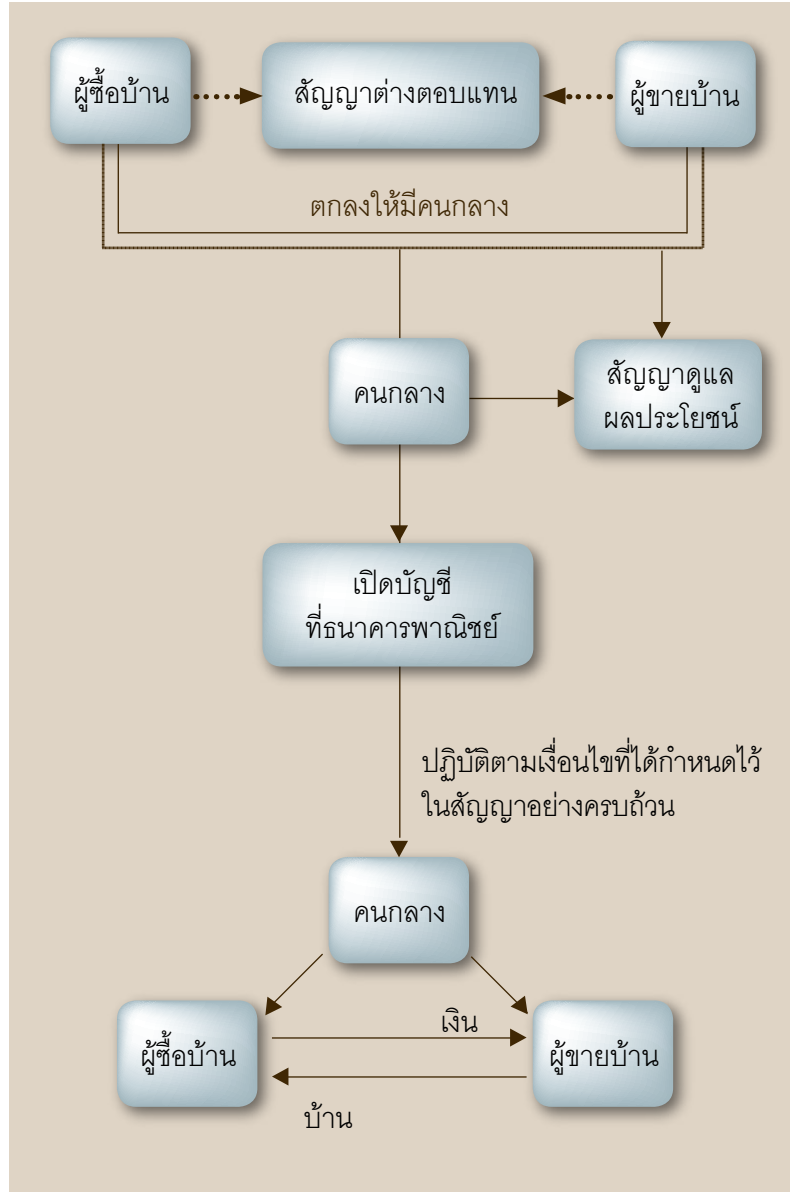 ผู้ซื้อบ้าน
สัญญาต่างตอบแทน
ผู้ขายบ้าน
ตกลงให้มีคนกลาง
คนกลาง
สัญญาดูแล
ผลประโยชน์
เปิดบัญชี
ที่ธนาคารพาณิชย์
ปฏิบัติตามเงื่อนไขที่ได้กำหนดไว้
ในสัญญาอย่างครบถ้วน
คนกลาง
ผู้ซื้อบ้าน
เงิน
ผู้ขายบ้าน
บ้าน